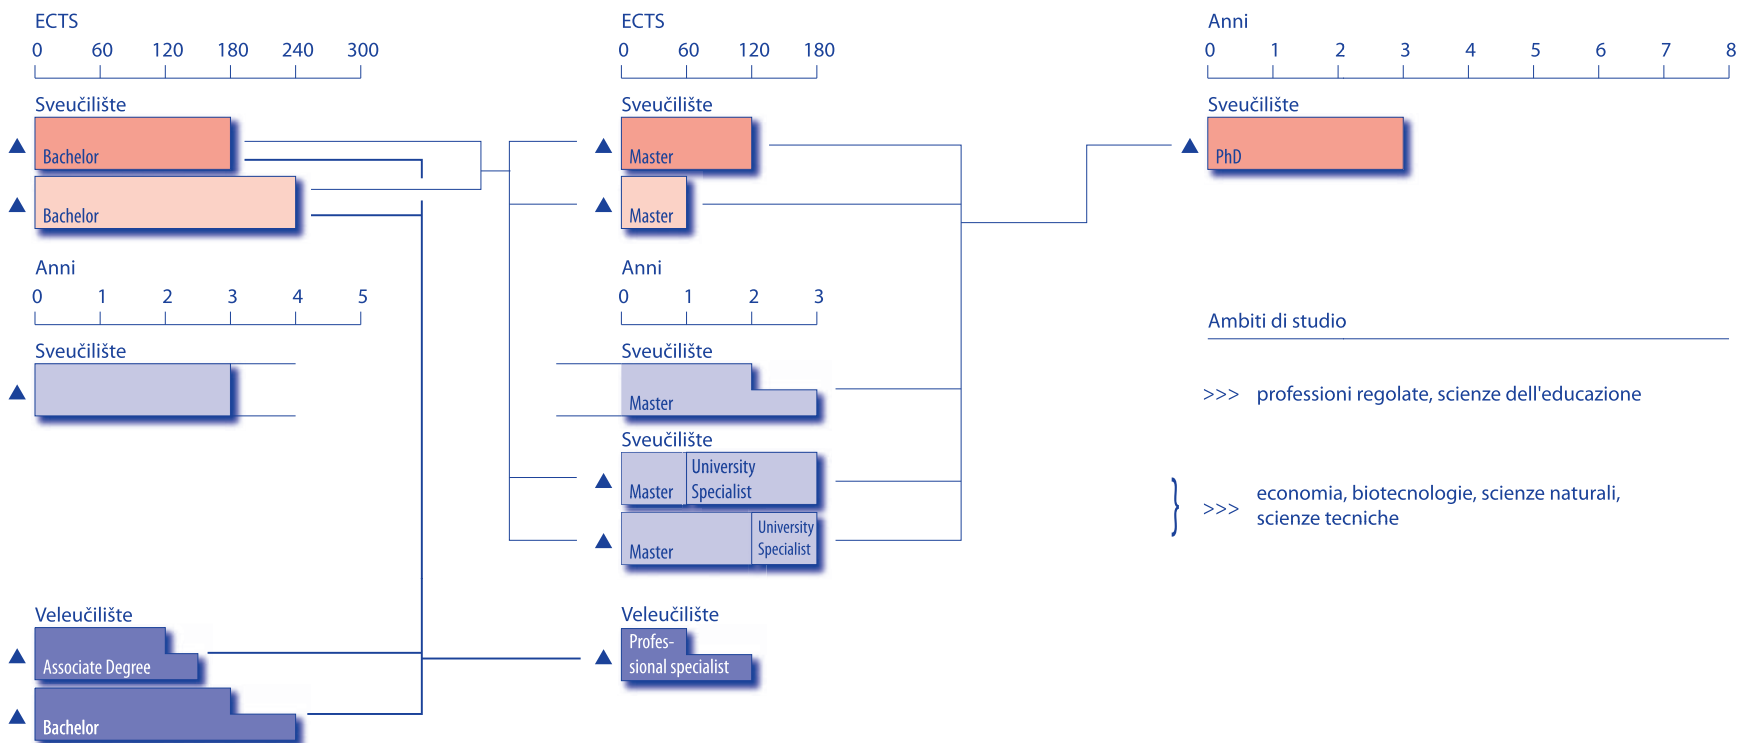 ECTS
0 60 120 180 240 300
Sveučilište
Bachelor
Bachelor
Anni
0 1 2 3 4 5
Sveučilište
Veleučilište
Associate Degree
Bachelor
ECTS
0 60 120 180
Sveučilište
Master
Master
Anni
0 1 2 3
Sveučilište
Master
Sveučilište
Master
University
Specialist
Master
University
Specialist
Veleučilište
Profes-
sional specialist
Anni
0 1 2 3 4 5 6 7 8
Sveučilište
PhD
Ambiti di studio
>>> professioni regolate, scienze dell'educazione
} >>> economia, biotecnologie, scienze naturali,
scienze tecniche